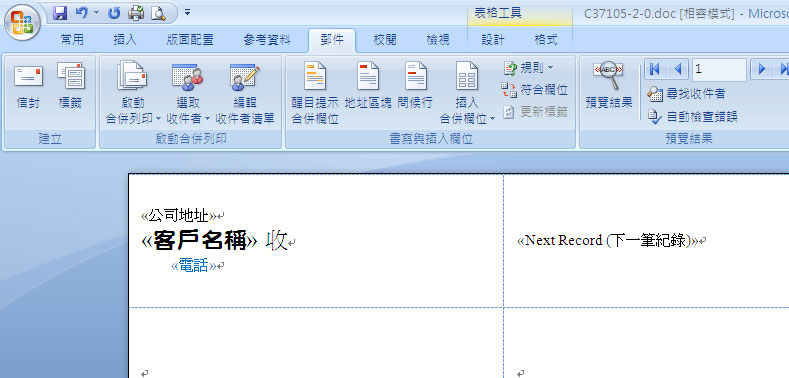 表格工具
C37105-2-0.doc [相容模式] - Microso
常用 插入 版面配置 參考資料 郵件 校閱 檢視 設計 格式
信封 標籤
建立
啟動合併列印 選取收件者 編輯收件者清單
啟動合併列印
醒目提示合併欄位 地址區塊 問候行 插入合併欄位
規則
符合欄位
更新標籤
書寫與插入欄位
預覽結果
1
尋找收件者
自動檢查錯誤
預覽結果
«公司地址»
«客戶名稱» 收
«電話»
«Next Record (下一筆紀錄)»